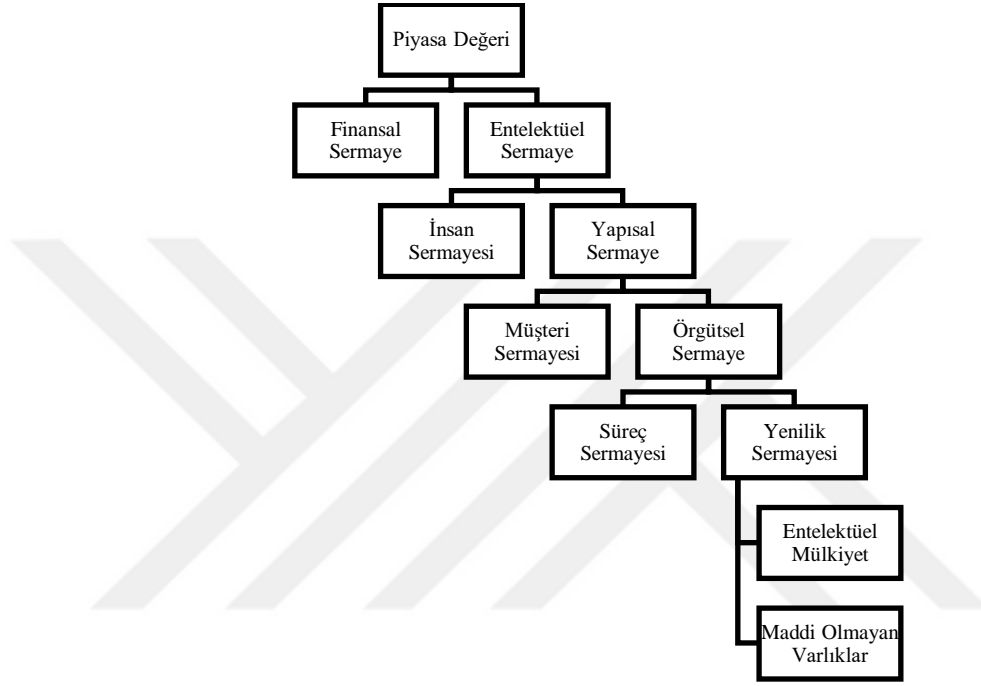 Piyasa Değeri
Finansal
Sermaye
Entelektüel
Sermaye
İnsan
Sermayesi
Yapısal
Sermaye
Müşteri
Sermayesi
Örgütsel
Sermaye
Süreç
Sermayesi
Yenilik
Sermayesi
Entelektüel
Mülkiyet
Maddi Olmayan
Varlıklar